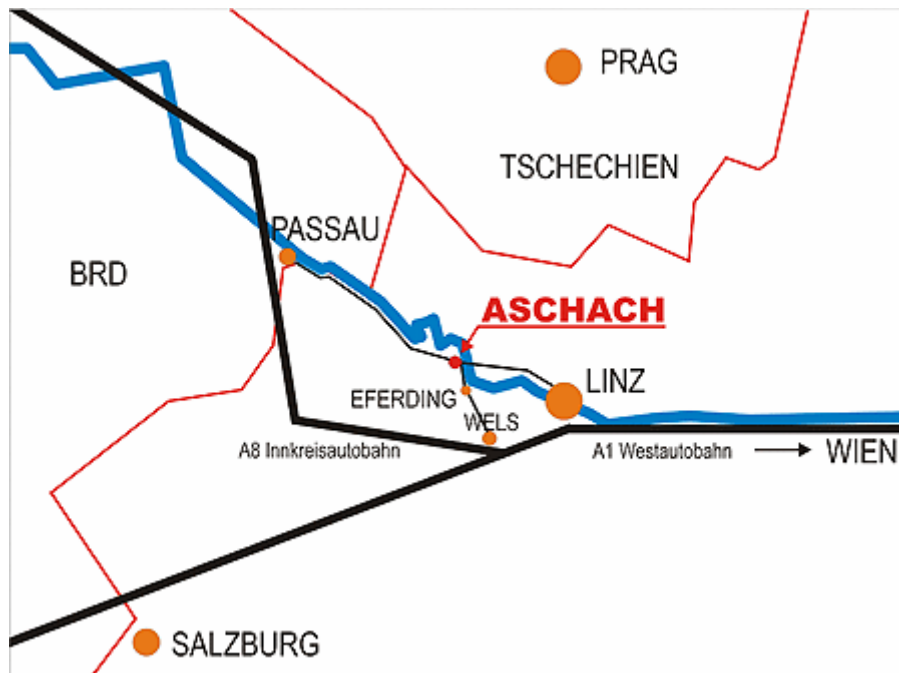 PRAG
TSCHECHIEN
PASSAU
BRD
ASCHACH
LINZ
EFERDING
WELS
A8 Innkreisautobahn
A1 Westautobahn
WIEN
SALZBURG